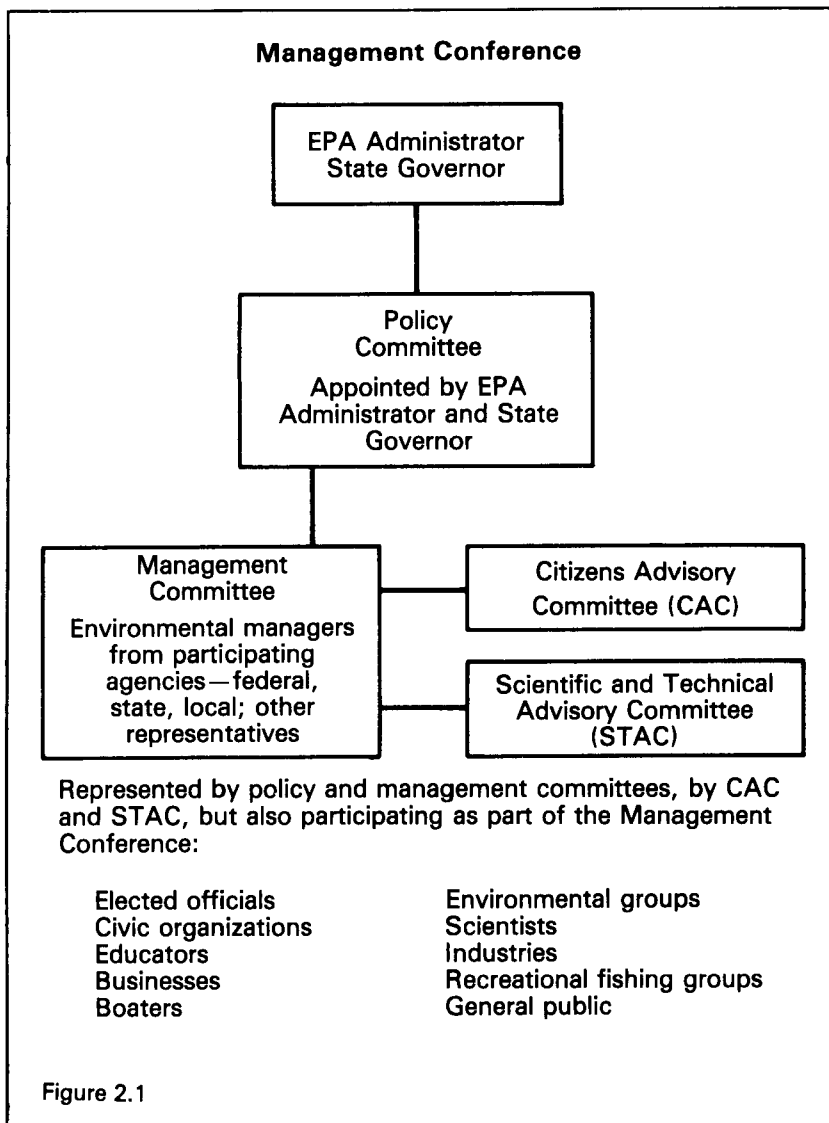 Management Conference
EPA Administrator
State Governor
Policy
Committee
Appointed by EPA
Administrator and State
Governor
Management
Committee
Environmental managers
from participating
agencies—federal,
state, local; other
representatives
Citizens Advisory
Committee (CAC)
Scientific and Technical
Advisory Committee
(STAC)
Represented by policy and management committees, by CAC
and STAC, but also participating as part of the Management
Conference:
Elected officials
Civic organizations
Educators
Businesses
Boaters
Environmental groups
Scientists
Industries
Recreational fishing groups
General public
Figure 2.1